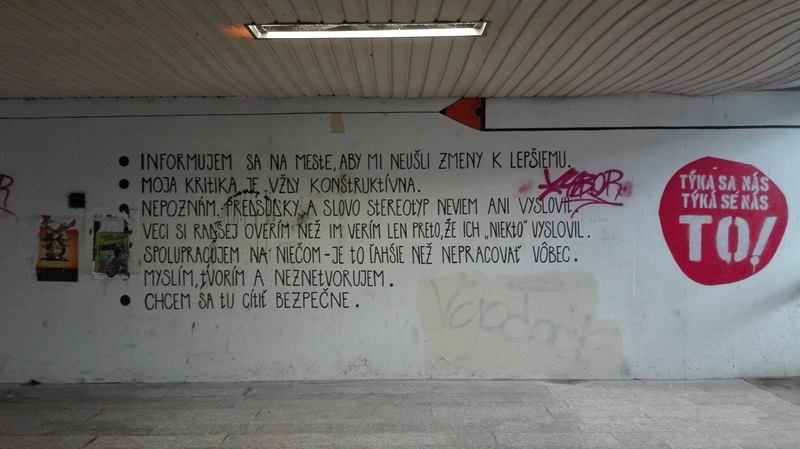 INFORMUJEM SA NA MESTE, ABY MI NEUŠLI ZMENY K LEPŠIEMU.
MOJA KRITIKA JE VŽDY KONŠTRUKTÍVNA.
NEPOZNÁM PREDSUDKY A SLOVO STEREOTYP NEVIEM ANI VYSLOVIŤ.
VECI SI RADŠEJ OVERÍM NEŽ IM VERÍM LEN PRETO, ŽE ICH „NIEKTO" VYSLOVIL.
SPOLUPRACUJEM NA NIEČOM - JE TO ĽAHŠIE NEŽ NEPRACOVAŤ VÔBEC.
MYSLÍM, TVORÍM A NEZNETVORUJEM.
CHCEM SA TU CÍTIŤ BEZPEČNE.
TÝKA SA NÁS
TÝKÁ SE NÁS
TO!